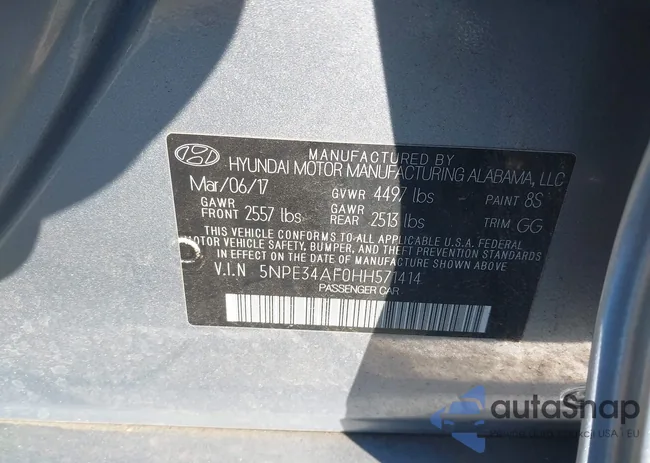 MANUFACTURED BY
HYUNDAI MOTOR MANUFACTURING ALABAMA, LLC
Mar/06/17 GVWR 4497 lbs PAINT 8S
GAWR FRONT 2557 lbs GAWR REAR 2513 lbs TRIM GG
THIS VEHICLE CONFORMS TO ALL APPLICABLE U.S.A. FEDERAL
MOTOR VEHICLE SAFETY, BUMPER, AND THEFT PREVENTION STANDARDS
IN EFFECT ON THE DATE OF MANUFACTURE SHOWN ABOVE.
V.I.N 5NPE34AF0HH571414
PASSENGER CAR
autoSnap
USA | EU